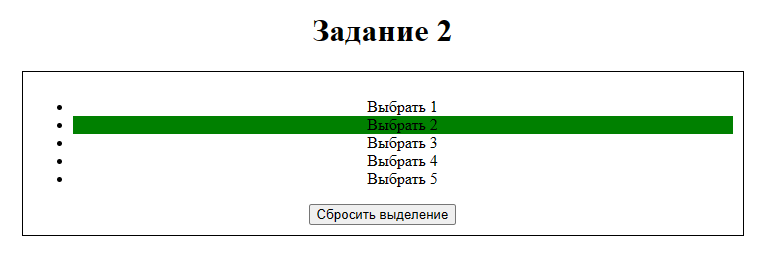 Задание 2
Выбрать 1
Выбрать 2
Выбрать 3
Выбрать 4
Выбрать 5
Сбросить выделение